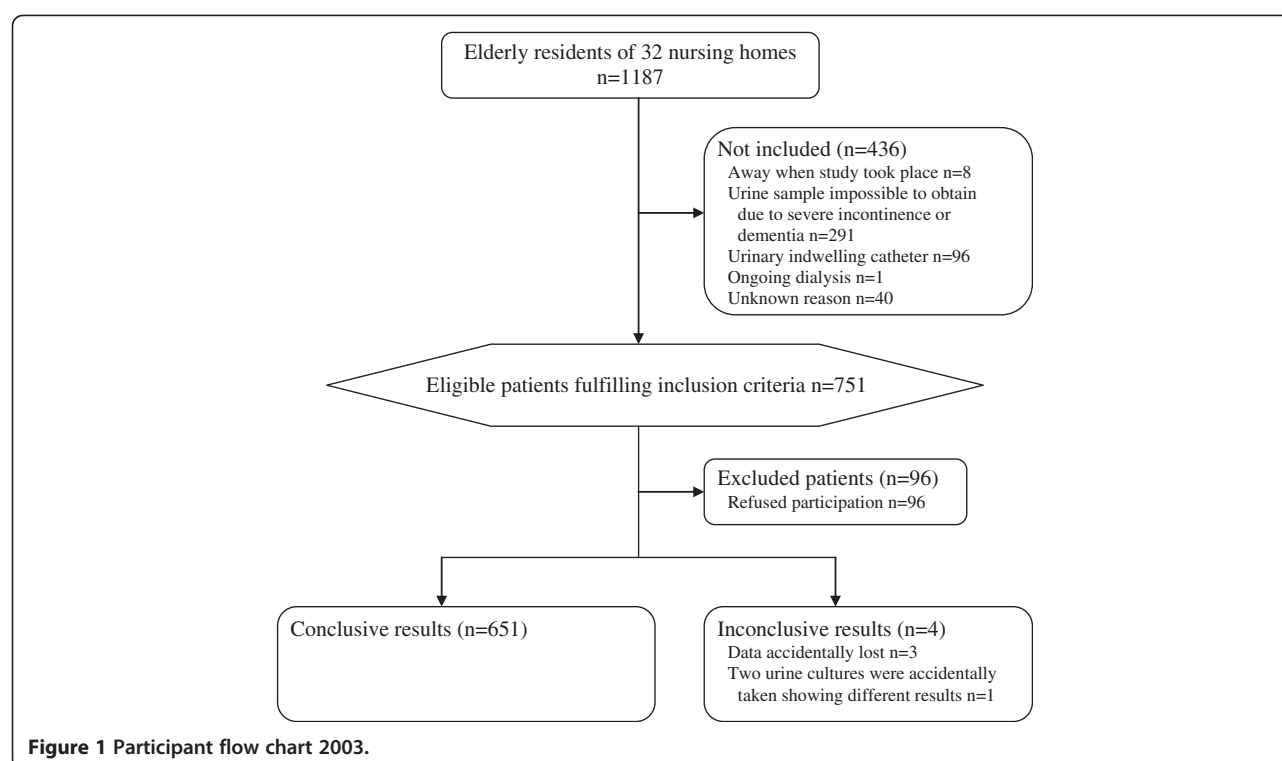 Elderly residents of 32 nursing homes
n=1187
Not included (n=436)
Away when study took place n=8
Urine sample impossible to obtain
due to severe incontinence or
dementia n=291
Urinary indwelling catheter n=96
Ongoing dialysis n=1
Unknown reason n=40
Eligible patients fulfilling inclusion criteria n=751
Excluded patients (n=96)
Refused participation n=96
Conclusive results (n=651)
Inconclusive results (n=4)
Data accidentally lost n=3
Two urine cultures were accidentally
taken showing different results n=1
Figure 1 Participant flow chart 2003.